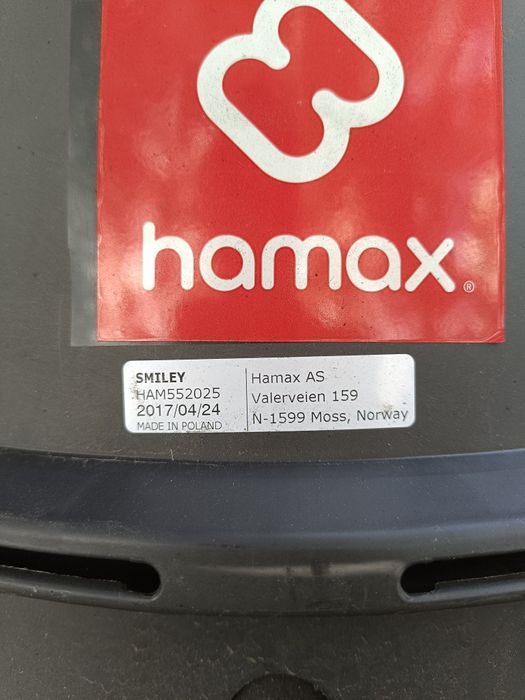 hamax®
SMILEY
HAM552025
2017/04/24
MADE IN POLAND
Hamax AS
Valerveien 159
N-1599 Moss, Norway